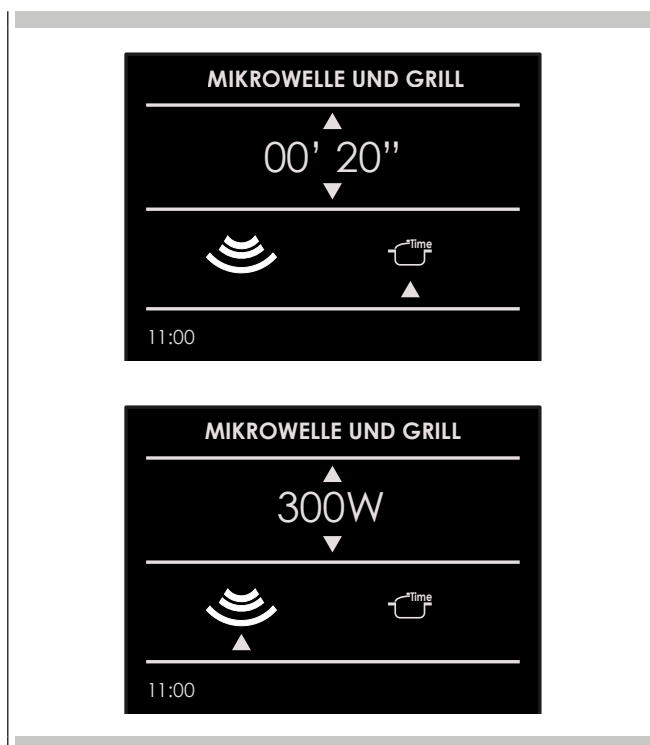 MIKROWELLE UND GRILL
00’ 20’’
Time
11:00
MIKROWELLE UND GRILL
300W
Time
11:00